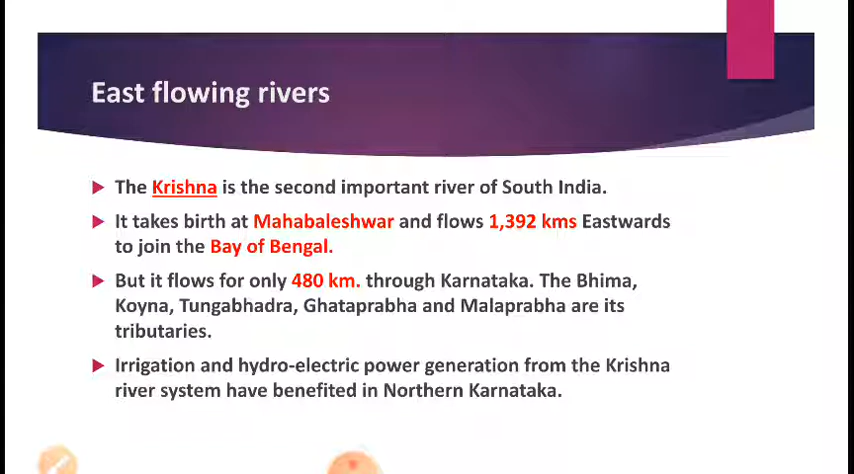 East flowing rivers
The Krishna is the second important river of South India.
It takes birth at Mahabaleshwar and flows 1,392 kms Eastwards
to join the Bay of Bengal.
But it flows for only 480 km. through Karnataka. The Bhima,
Koyna, Tungabhadra, Ghataprabha and Malaprabha are its
tributaries.
Irrigation and hydro-electric power generation from the Krishna
river system have benefited in Northern Karnataka.